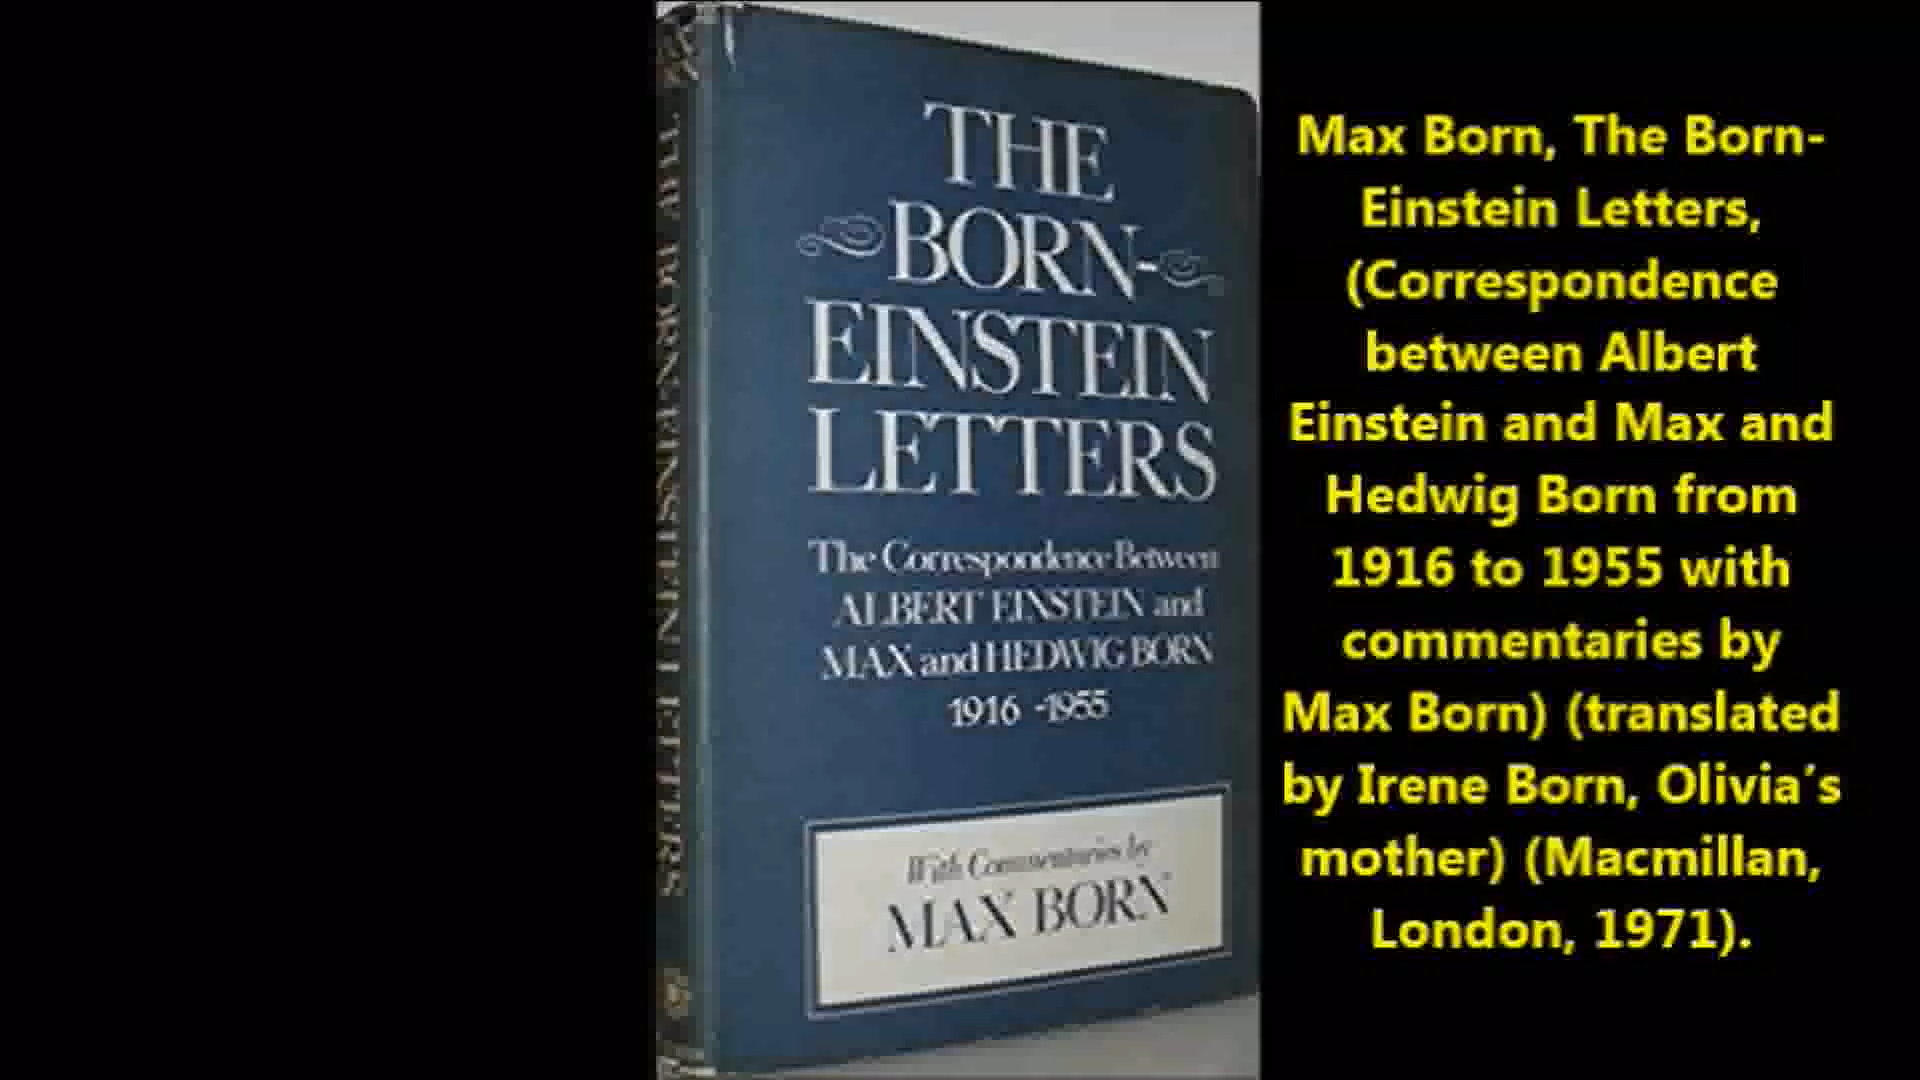 THE BORN-EINSTEIN LETTERS
THE
BORN-
EINSTEIN
LETTERS
The Correspondence Between
ALBERT EINSTEIN and
MAX and HEDWIG BORN
1916 -1955
With Commentaries by
MAX BORN
Max Born, The Born-
Einstein Letters,
(Correspondence
between Albert
Einstein and Max and
Hedwig Born from
1916 to 1955 with
commentaries by
Max Born) (translated
by Irene Born, Olivia’s
mother) (Macmillan,
London, 1971).